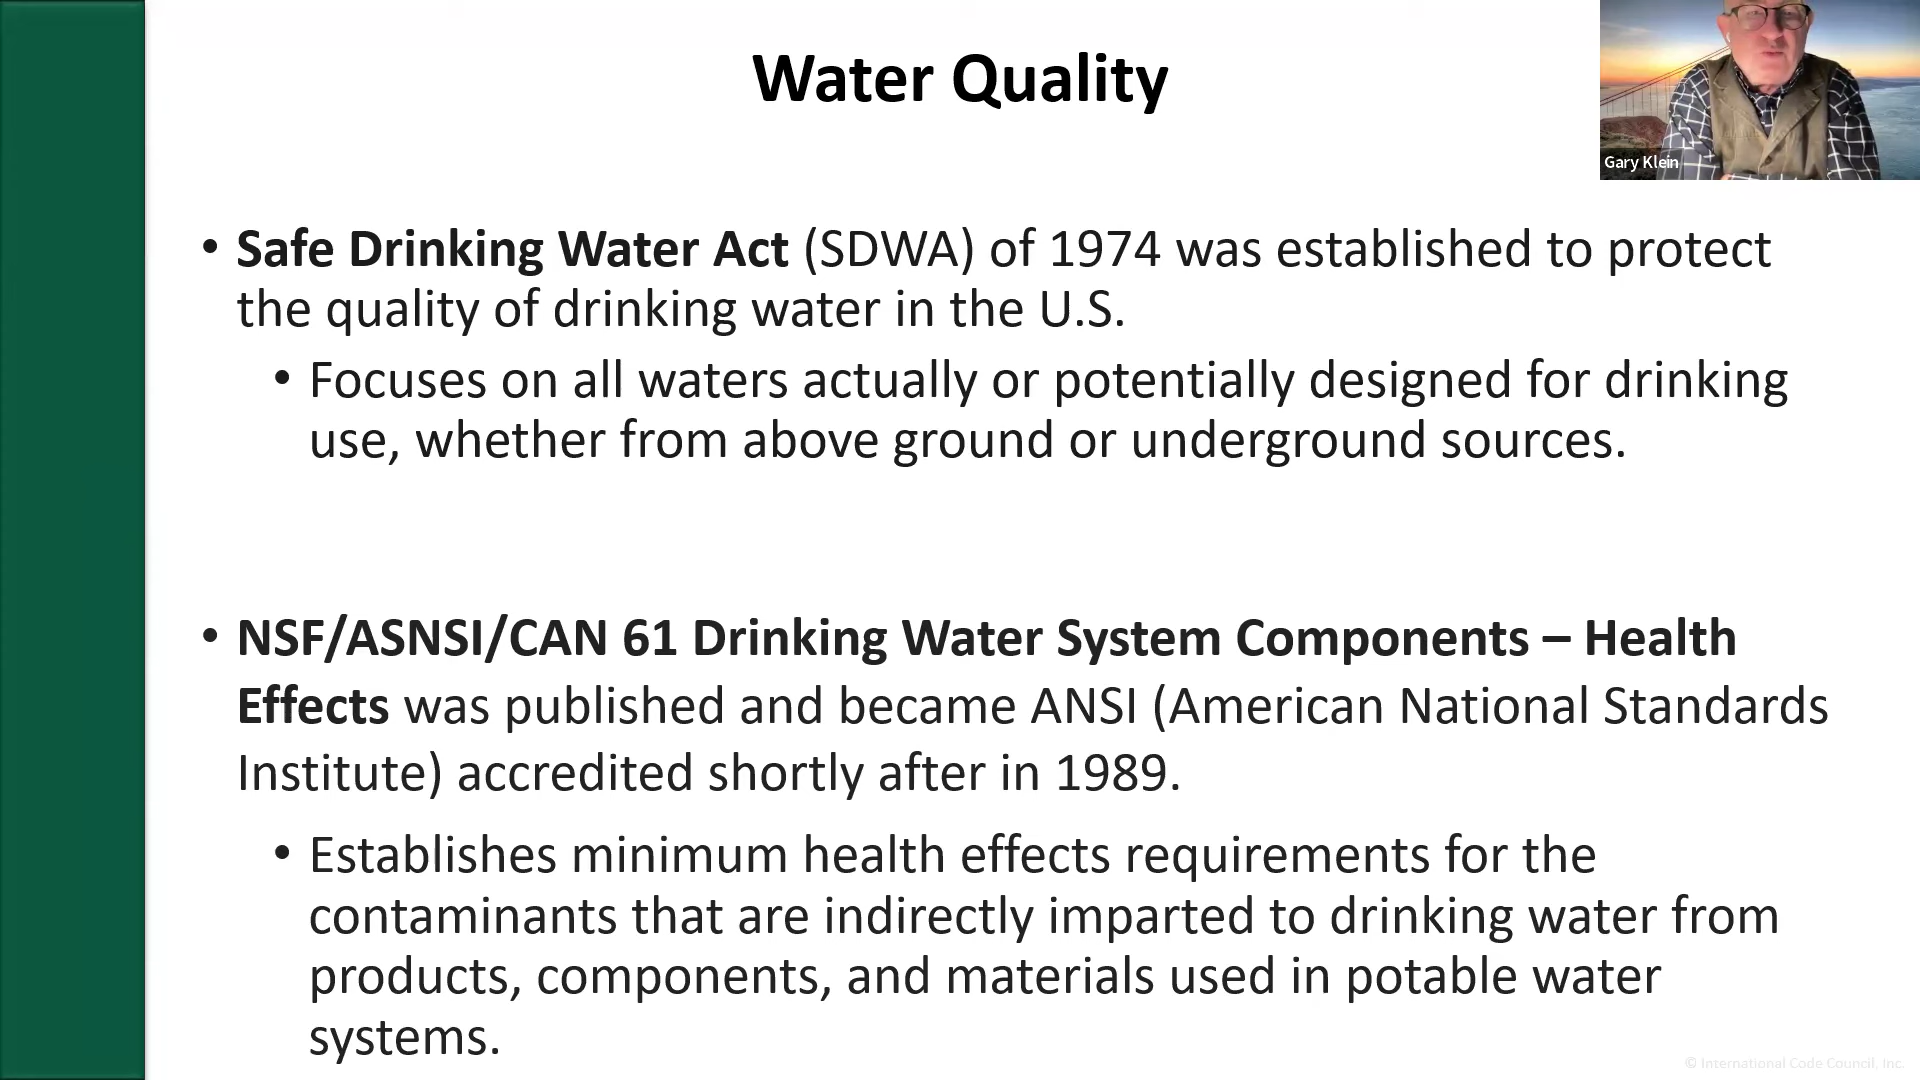 Water Quality
Gary Klein
• Safe Drinking Water Act (SDWA) of 1974 was established to protect
the quality of drinking water in the U.S.
• Focuses on all waters actually or potentially designed for drinking
use, whether from above ground or underground sources.
• NSF/ASNSI/CAN 61 Drinking Water System Components – Health
Effects was published and became ANSI (American National Standards
Institute) accredited shortly after in 1989.
• Establishes minimum health effects requirements for the
contaminants that are indirectly imparted to drinking water from
products, components, and materials used in potable water
systems.
© International Code Council, Inc.